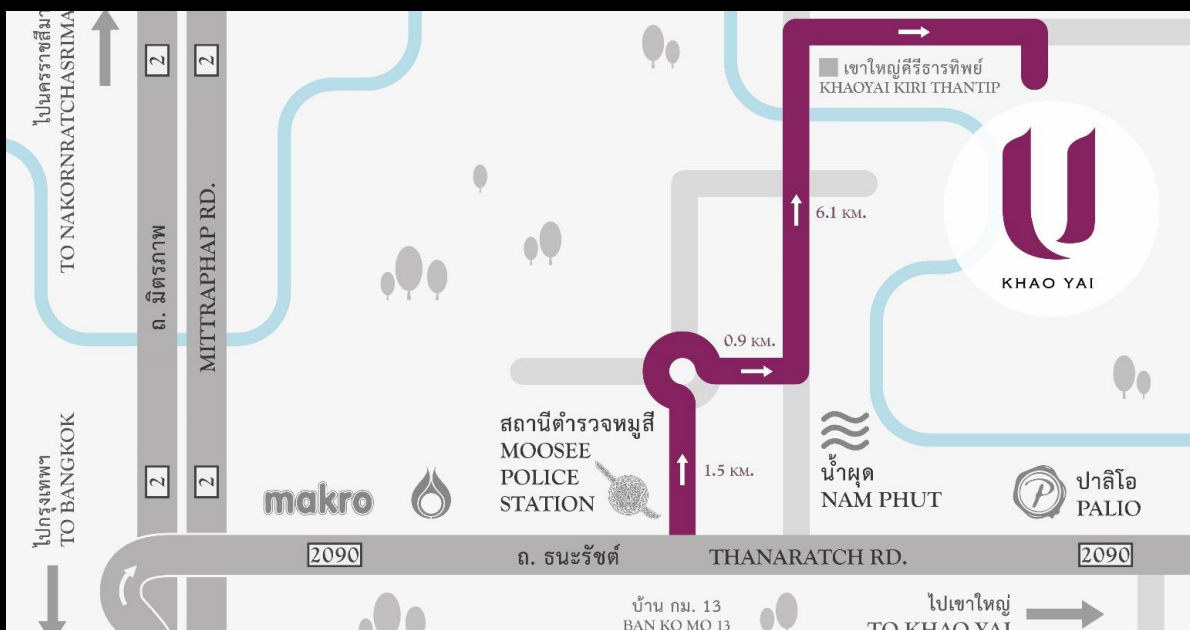 ไปนครราชสีมา
TO NAKORNRATCHASRIMA
2
2
ถ. มิตรภาพ
MITTRAPHAP RD.
2
2
ไปกรุงเทพฯ
TO BANGKOK
เขาใหญ่คีรีธารทิพย์
KHAOYAI KIRI THANTIP
6.1 KM.
U
KHAO YAI
0.9 KM.
สถานีตำรวจหมูสี
MOOSEE
POLICE
STATION
1.5 KM.
makro
น้ำผุด
NAM PHUT
P
ปาลิโอ
PALIO
2090
ถ. ธนะรัชต์
THANARATCH RD.
2090
บ้าน กม. 13
BAN KO MO 13
ไปเขาใหญ่
TO KHAO YAI